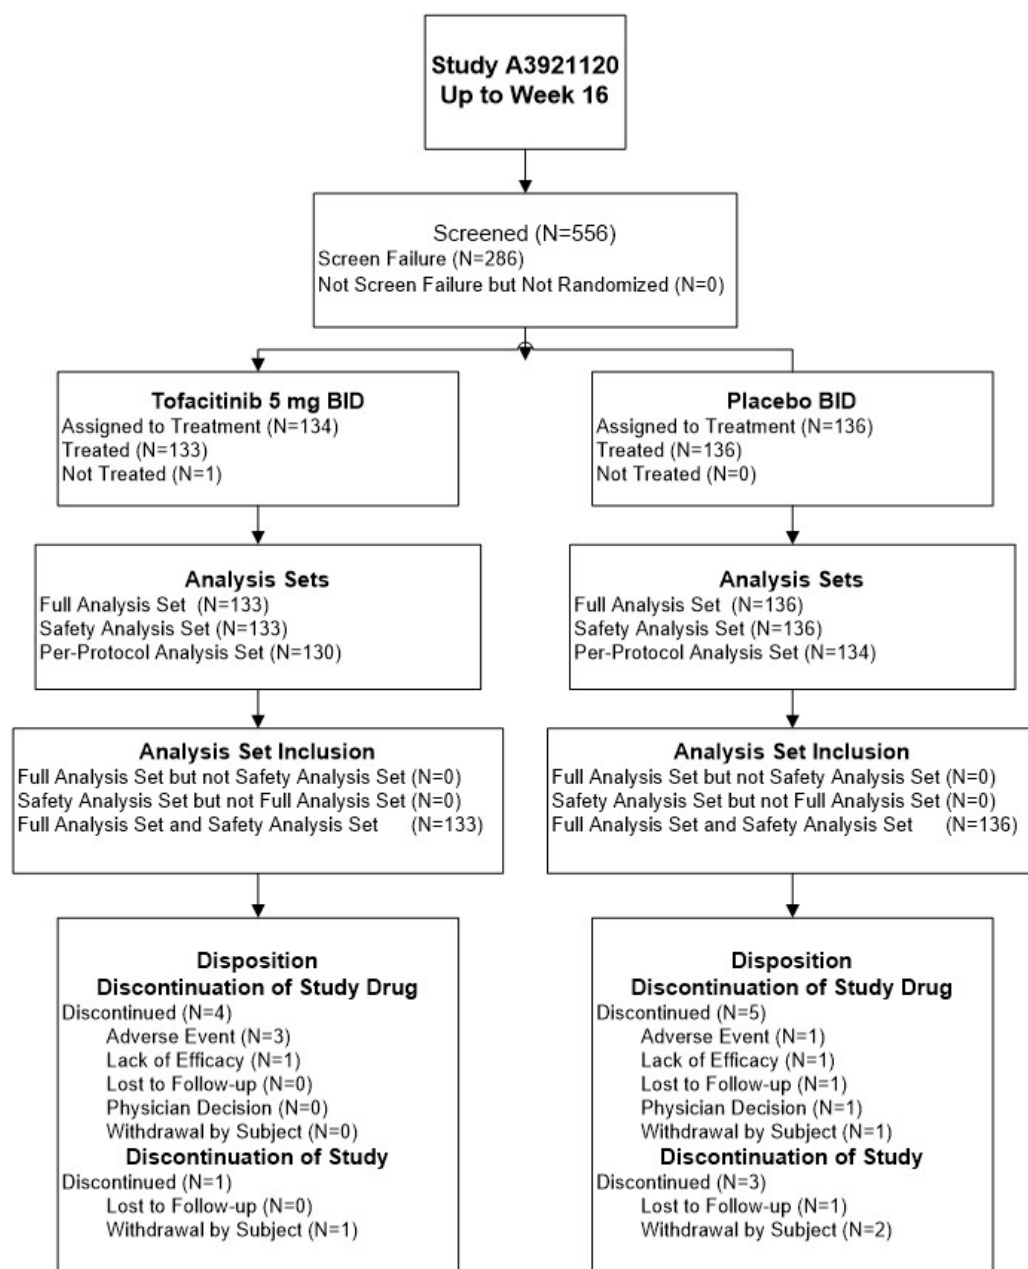 Study A3921120
Up to Week 16
Screened (N=556)
Screen Failure (N=286)
Not Screen Failure but Not Randomized (N=0)
Tofacitinib 5 mg BID
Assigned to Treatment (N=134)
Treated (N=133)
Not Treated (N=1)
Placebo BID
Assigned to Treatment (N=136)
Treated (N=136)
Not Treated (N=0)
Analysis Sets
Full Analysis Set (N=133)
Safety Analysis Set (N=133)
Per-Protocol Analysis Set (N=130)
Analysis Sets
Full Analysis Set (N=136)
Safety Analysis Set (N=136)
Per-Protocol Analysis Set (N=134)
Analysis Set Inclusion
Full Analysis Set but not Safety Analysis Set (N=0)
Safety Analysis Set but not Full Analysis Set (N=0)
Full Analysis Set and Safety Analysis Set (N=133)
Analysis Set Inclusion
Full Analysis Set but not Safety Analysis Set (N=0)
Safety Analysis Set but not Full Analysis Set (N=0)
Full Analysis Set and Safety Analysis Set (N=136)
Disposition
Discontinuation of Study Drug
Discontinued (N=4)
Adverse Event (N=3)
Lack of Efficacy (N=1)
Lost to Follow-up (N=0)
Physician Decision (N=0)
Withdrawal by Subject (N=0)
Discontinuation of Study
Discontinued (N=1)
Lost to Follow-up (N=0)
Withdrawal by Subject (N=1)
Disposition
Discontinuation of Study Drug
Discontinued (N=5)
Adverse Event (N=1)
Lack of Efficacy (N=1)
Lost to Follow-up (N=1)
Physician Decision (N=1)
Withdrawal by Subject (N=1)
Discontinuation of Study
Discontinued (N=3)
Lost to Follow-up (N=1)
Withdrawal by Subject (N=2)